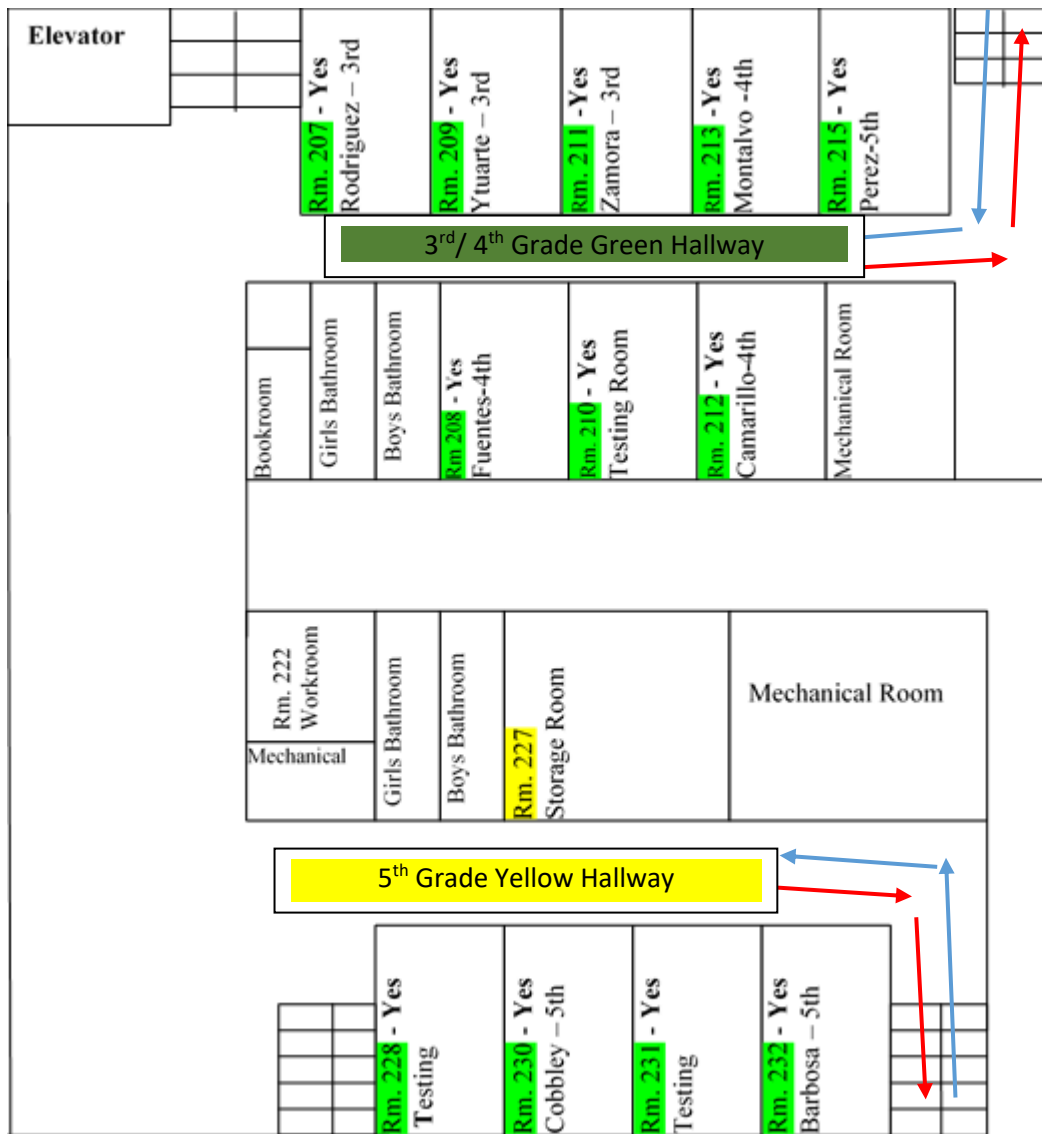 Elevator
Rm. 207 - Yes
Rodriguez – 3rd
Rm. 209 - Yes
Ytuarte – 3rd
Rm. 211 -Yes
Zamora – 3rd
Rm. 213 -Yes
Montalvo -4th
Rm. 215 - Yes
Perez-5th
3rd/ 4th Grade Green Hallway
Bookroom
Girls Bathroom
Boys Bathroom
Rm 208 - Yes
Fuentes-4th
Rm. 210 - Yes
Testing Room
Rm. 212 - Yes
Camarillo-4th
Mechanical Room
Rm. 222
Workroom
Mechanical
Girls Bathroom
Boys Bathroom
Rm. 227
Storage Room
Mechanical Room
5th Grade Yellow Hallway
Rm. 228 - Yes
Testing
Rm. 230 - Yes
Cobbley – 5th
Rm. 231 - Yes
Testing
Rm. 232 - Yes
Barbosa – 5th